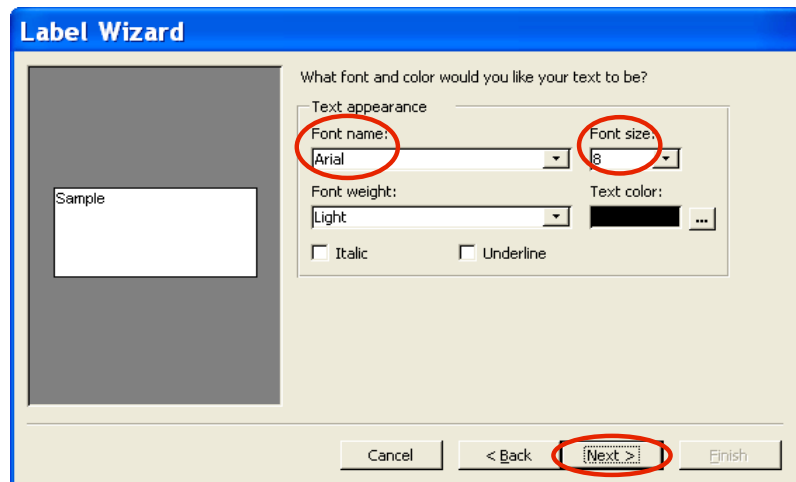 Label Wizard
What font and color would you like your text to be?
Text appearance
Font name: Font size:
Arial 8
Sample
Font weight: Text color:
Light ...
Italic Underline
Cancel < Back Next > Finish